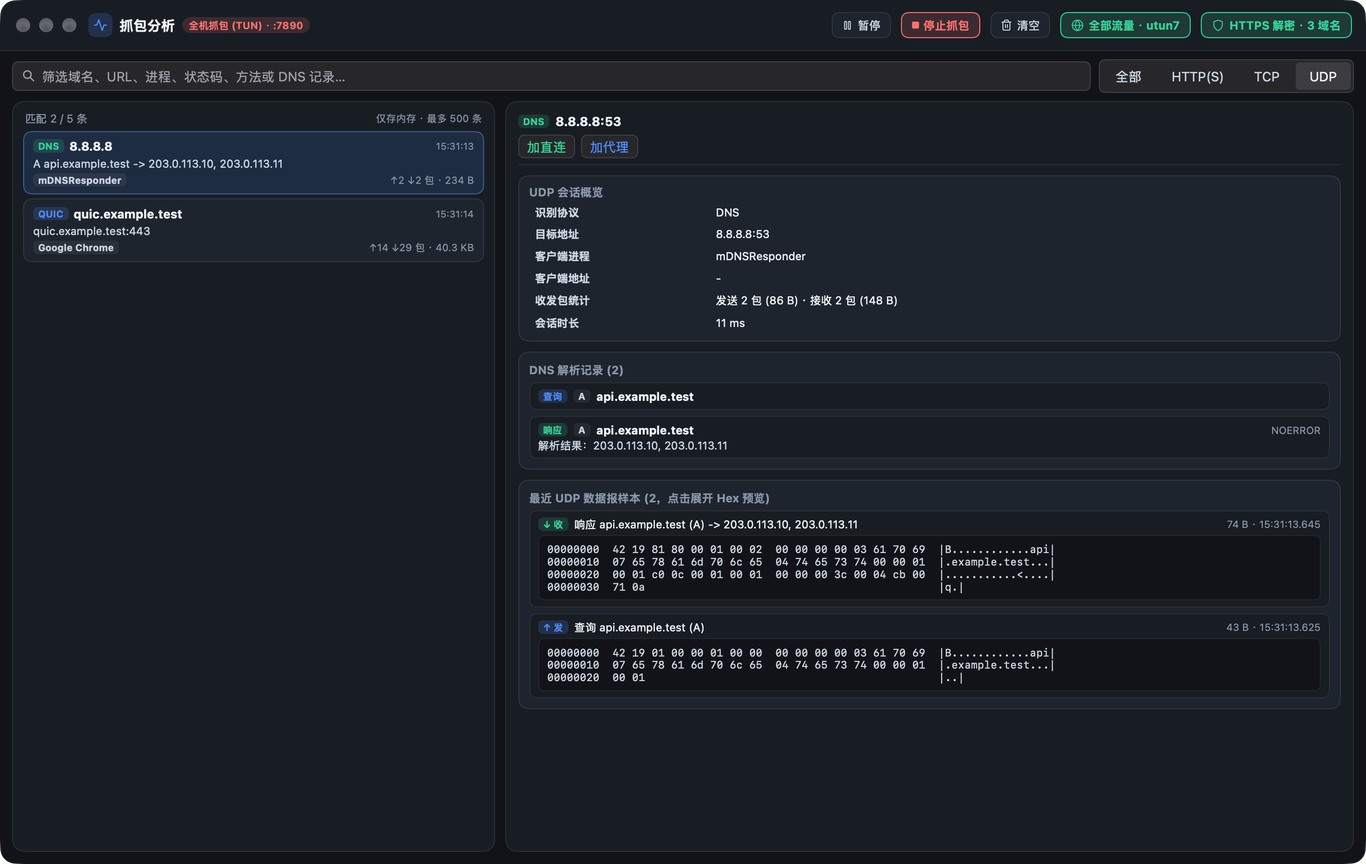 抓包分析 全机抓包 (TUN) · :7890 暂停 停止抓包 清空 全部流量 · utun7 HTTPS 解密 · 3 域名
筛选域名、URL、进程、状态码、方法或 DNS 记录... 全部 HTTP(S) TCP UDP
匹配 2 / 5 条 仅存内存 · 最多 500 条
DNS 8.8.8.8 15:31:13
A api.example.test -> 203.0.113.10, 203.0.113.11
mDNSResponder ↑2 ↓2 包 · 234 B
QUIC quic.example.test 15:31:14
quic.example.test:443
Google Chrome ↑14 ↓29 包 · 40.3 KB
DNS 8.8.8.8:53
加直连 加代理
UDP 会话概览
识别协议 DNS
目标地址 8.8.8.8:53
客户端进程 mDNSResponder
客户端地址 -
收发包统计 发送 2 包 (86 B) · 接收 2 包 (148 B)
会话时长 11 ms
DNS 解析记录 (2)
查询 A api.example.test
响应 A api.example.test NOERROR
解析结果: 203.0.113.10, 203.0.113.11
最近 UDP 数据报样本 (2, 点击展开 Hex 预览)
↓ 收 响应 api.example.test (A) -> 203.0.113.10, 203.0.113.11 74 B · 15:31:13.645
00000000 42 19 81 80 00 01 00 02 00 00 00 00 03 61 70 69 |B............api|
00000010 07 65 78 61 6d 70 6c 65 04 74 65 73 74 00 00 01 |.example.test...|
00000020 00 01 c0 0c 00 01 00 01 00 00 00 3c 00 04 cb 00 |...........<....|
00000030 71 0a |q.|
↑ 发 查询 api.example.test (A) 43 B · 15:31:13.625
00000000 42 19 01 00 00 01 00 00 00 00 00 00 03 61 70 69 |B............api|
00000010 07 65 78 61 6d 70 6c 65 04 74 65 73 74 00 00 01 |.example.test...|
00000020 00 01 |..|